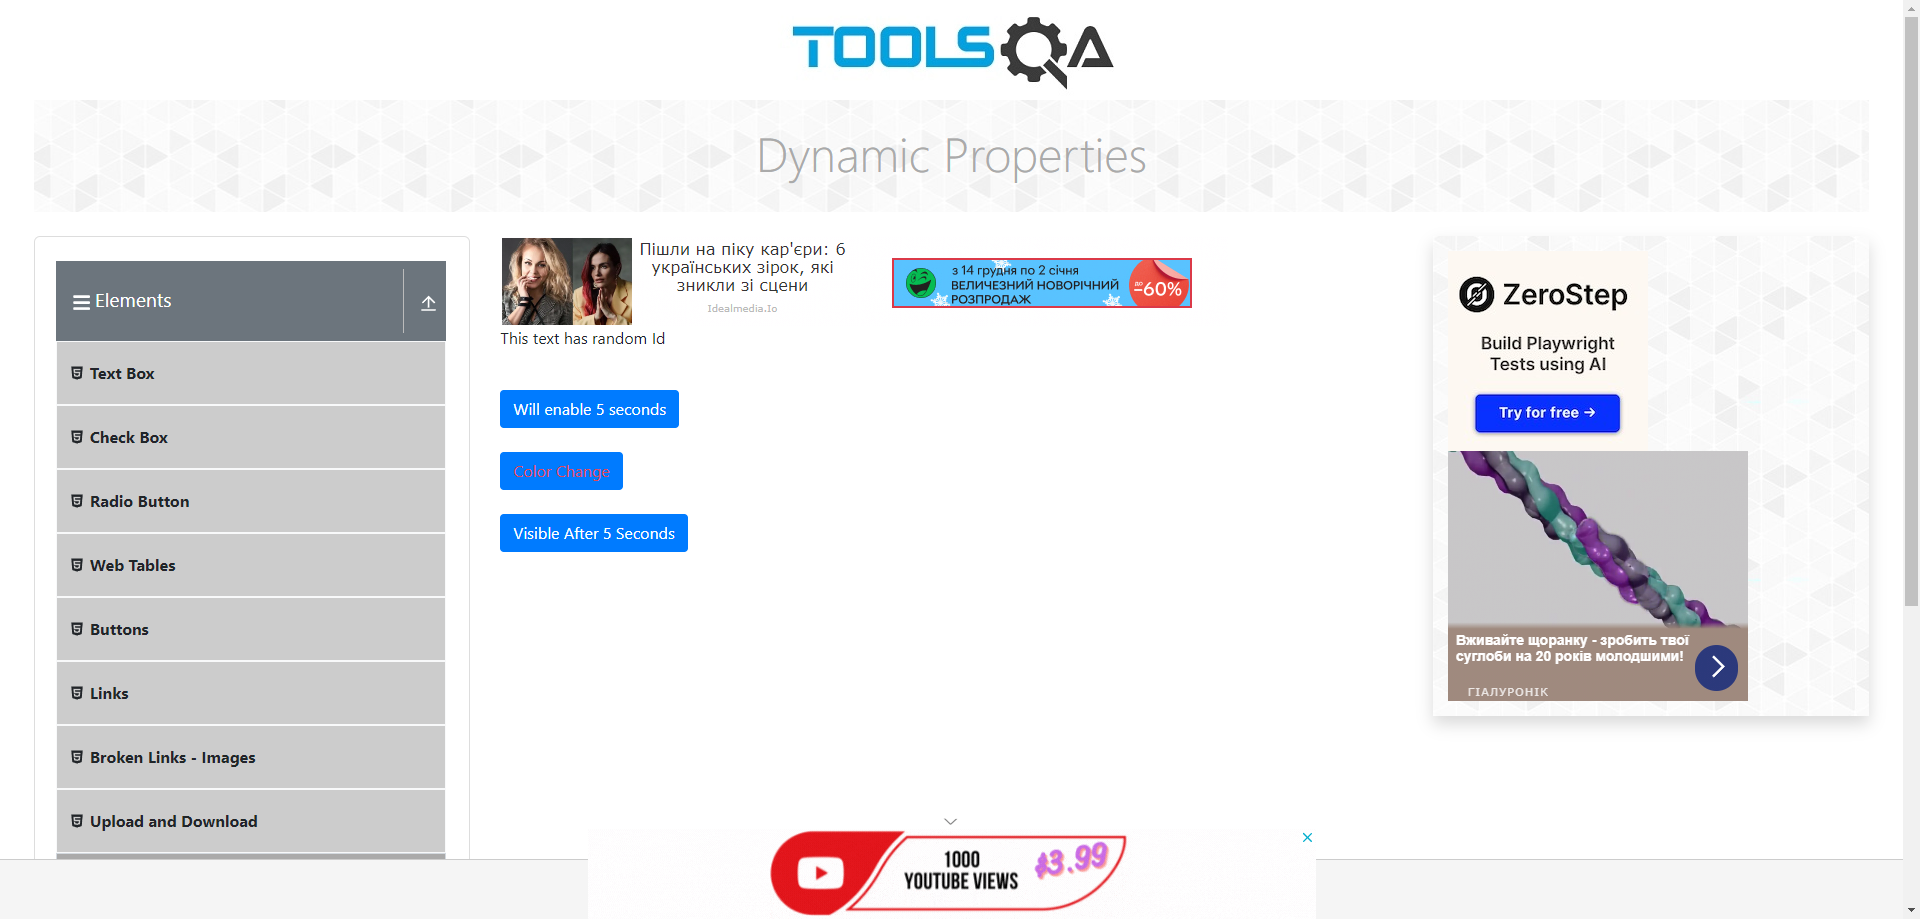 TOOLSQA
Dynamic Properties
Elements
Text Box
Check Box
Radio Button
Web Tables
Buttons
Links
Broken Links - Images
Upload and Download
Пішли на піку кар'єри: 6
українських зірок, які
зникли зі сцени
Idealmedia.Io
з 14 грудня по 2 січня
ВЕЛИЧЕЗНИЙ НОВОРІЧНИЙ
РОЗПРОДАЖ
до
-60%
This text has random Id
Will enable 5 seconds
Color Change
Visible After 5 Seconds
ZeroStep
Build Playwright
Tests using AI
Try for free →
Вживайте щоранку - зробить твої
суглоби на 20 років молодшими!
ГІАЛУРОНІК
1000
YOUTUBE VIEWS
$3.99